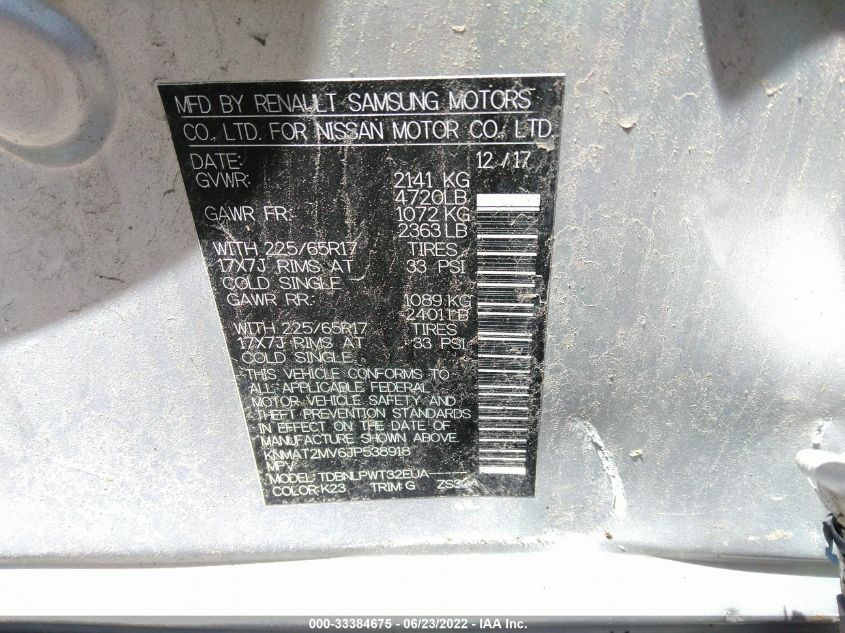 MFD BY RENAULT SAMSUNG MOTORS
CO., LTD. FOR NISSAN MOTOR CO., LTD.
DATE: 12 / 17
GVWR: 2141 KG
4720LB
GAWR FR: 1072 KG
2363LB
WITH 225/65R17 TIRES
17X7J RIMS AT 33 PSI
COLD SINGLE
GAWR RR: 1089 KG
2401LB
WITH 225/65R17 TIRES
17X7J RIMS AT 33 PSI
COLD SINGLE
THIS VEHICLE CONFORMS TO
ALL APPLICABLE FEDERAL
MOTOR VEHICLE SAFETY AND
THEFT PREVENTION STANDARDS
IN EFFECT ON THE DATE OF
MANUFACTURE SHOWN ABOVE.
KNMAT2MV6JP538918
MPV
MODEL: TDBNLPWT32EUA-----
COLOR: K23 TRIM: G
000-33384675 - 06/23/2022 - IAA Inc.